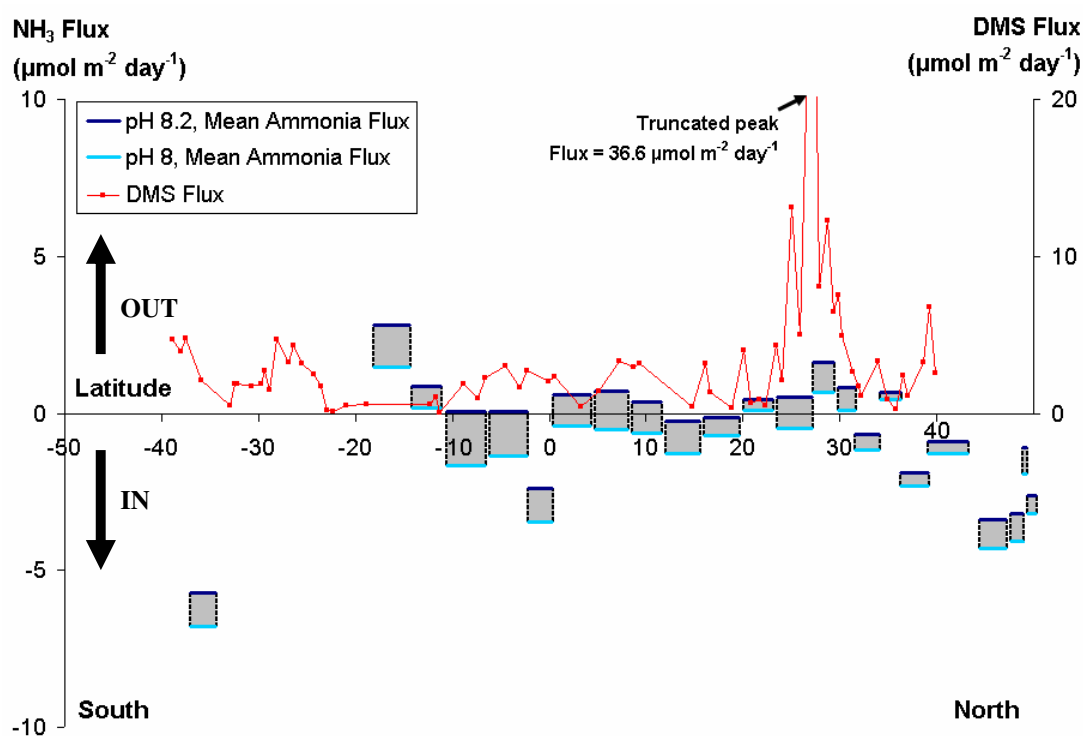 NH₃ Flux
(µmol m⁻² day⁻¹)
DMS Flux
(µmol m⁻² day⁻¹)
10
20
pH 8.2, Mean Ammonia Flux
pH 8, Mean Ammonia Flux
DMS Flux
Truncated peak
Flux = 36.6 µmol m⁻² day⁻¹
5
10
OUT
Latitude
0
0
-50 -40 -30 -20 -10 0 10 20 30 40
IN
-5
South
North
-10